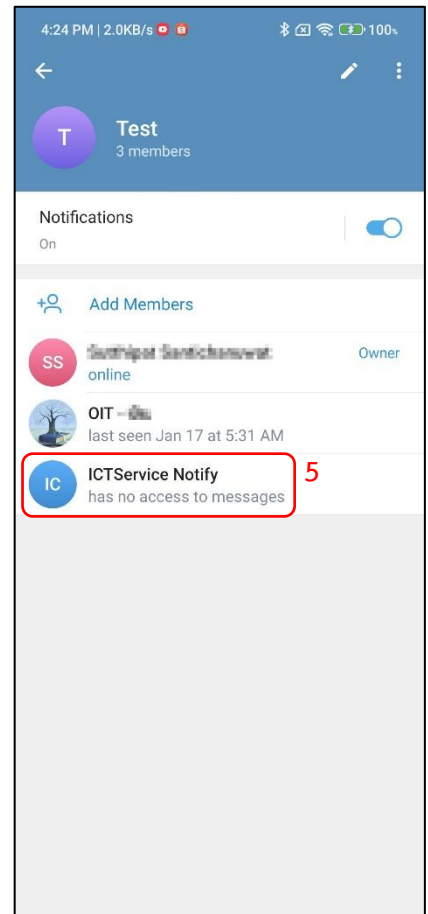 4:24 PM | 2.0KB/s 100%
T
Test
3 members
Notifications
On
Add Members
SS
Owner
online
OIT -
last seen Jan 17 at 5:31 AM
IC
ICTService Notify
has no access to messages
5